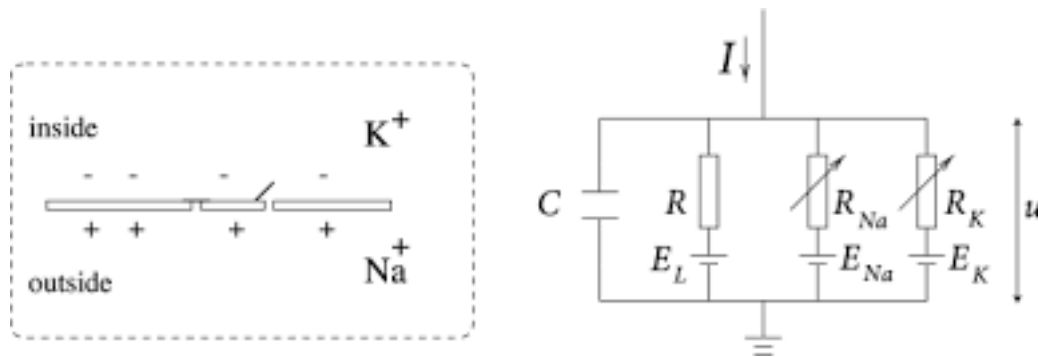 inside
K+
- - - -
+ + + +
Na+
outside
I
C
R
R_Na
R_K
u
E_L
E_Na
E_K